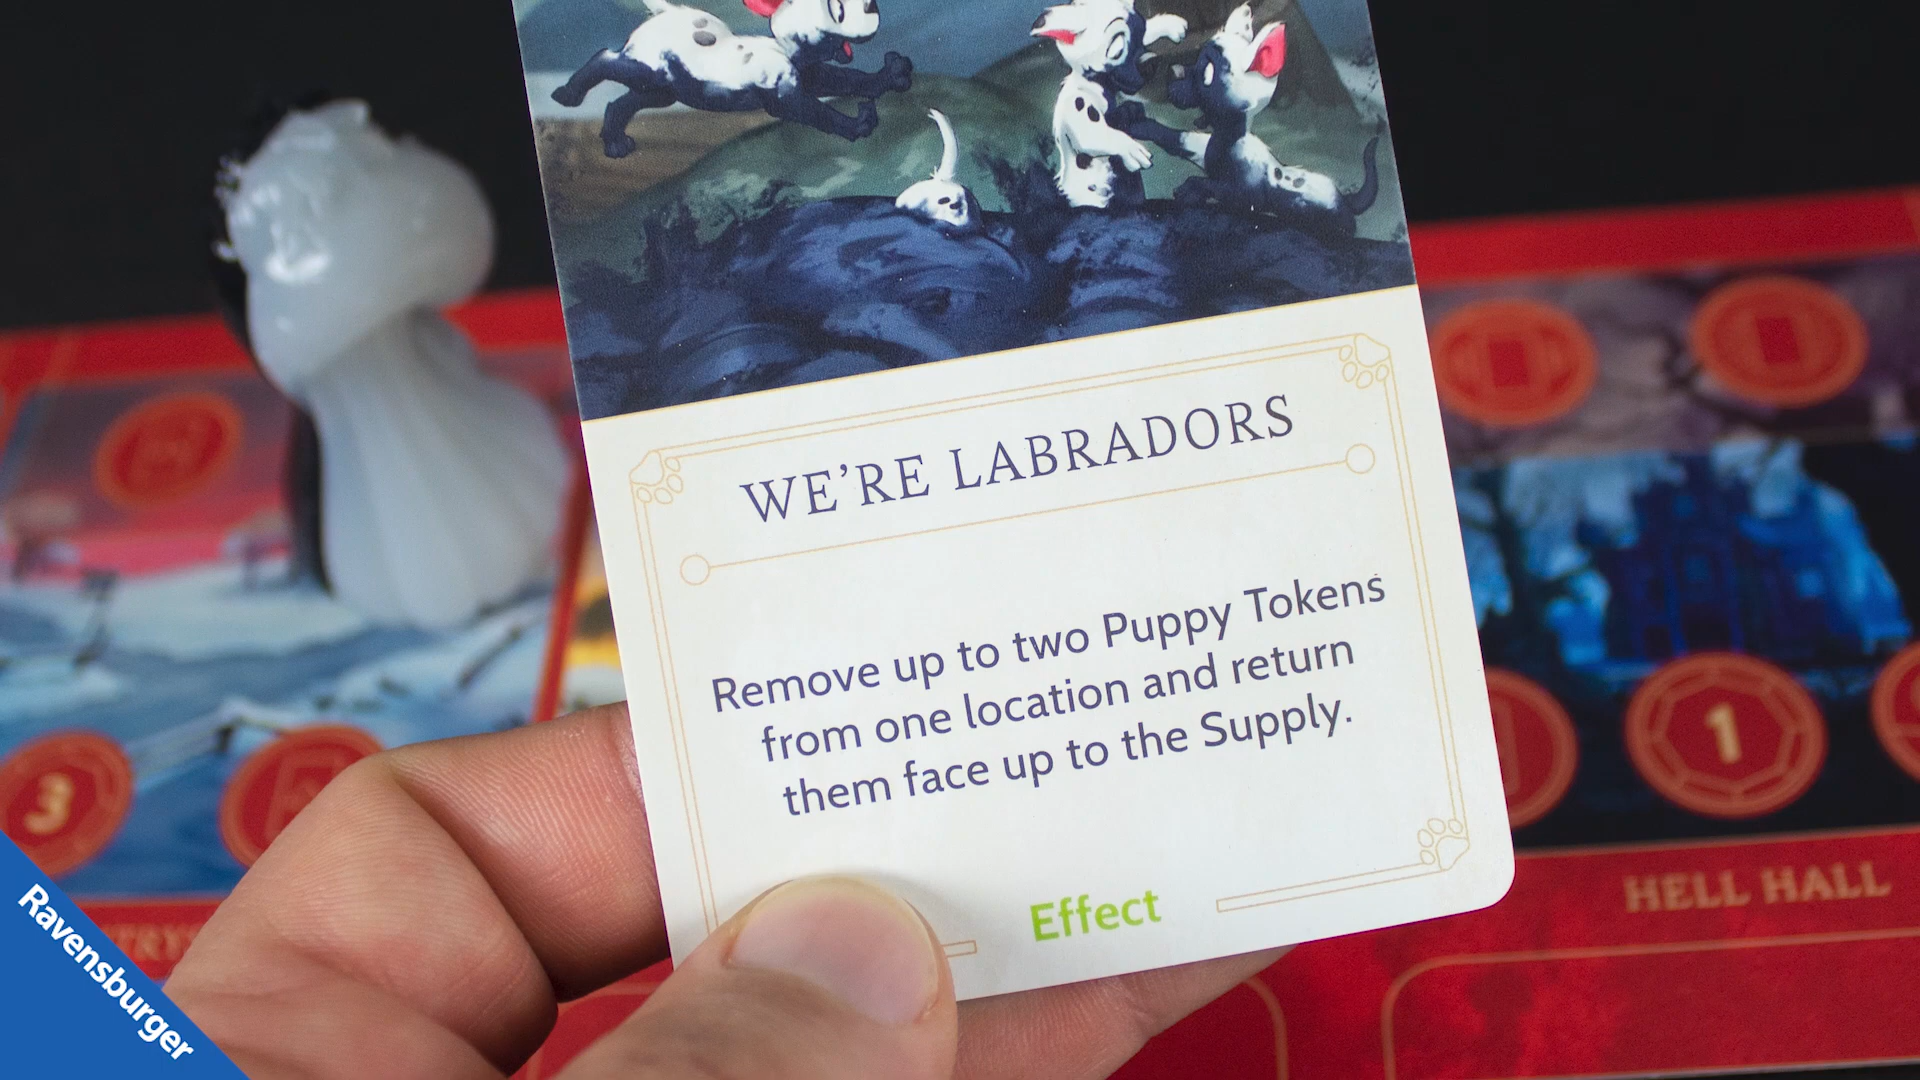 WE'RE LABRADORS
Remove up to two Puppy Tokens
from one location and return
them face up to the Supply.
Effect
3
1
HELL HALL
Ravensburger